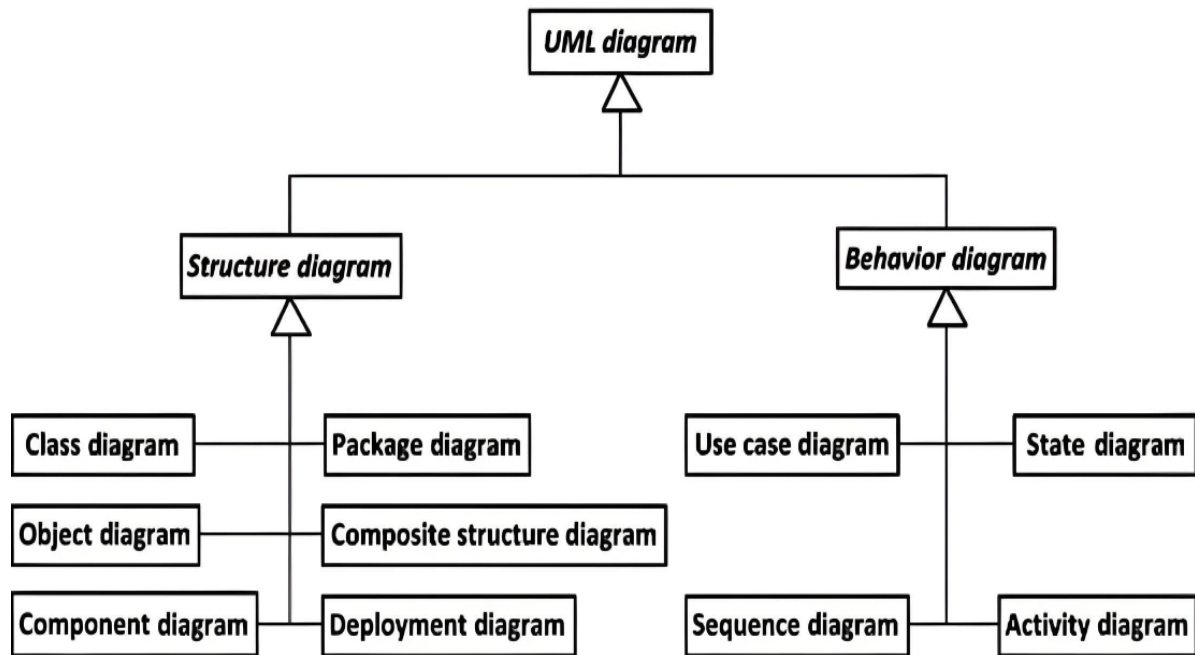 UML diagram
Structure diagram
Behavior diagram
Class diagram
Package diagram
Use case diagram
State diagram
Object diagram
Composite structure diagram
Component diagram
Deployment diagram
Sequence diagram
Activity diagram